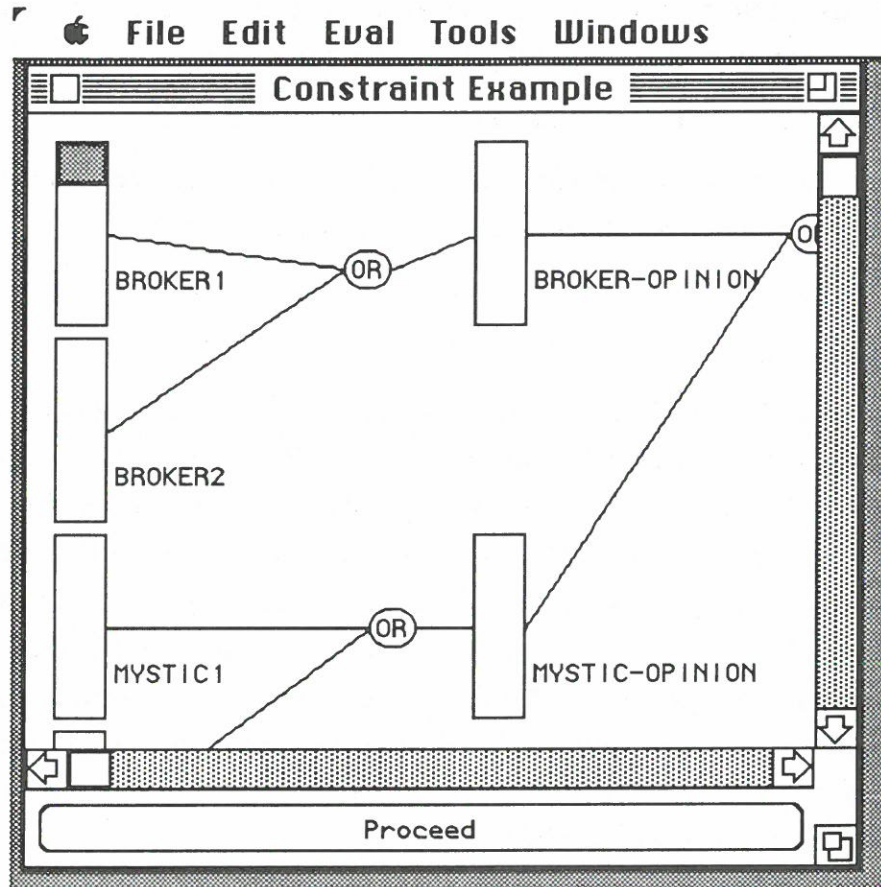 File Edit Eval Tools Windows
Constraint Example
OR
BROKER1
BROKER-OPINION
BROKER2
OR
MYSTIC1
MYSTIC-OPINION
Proceed